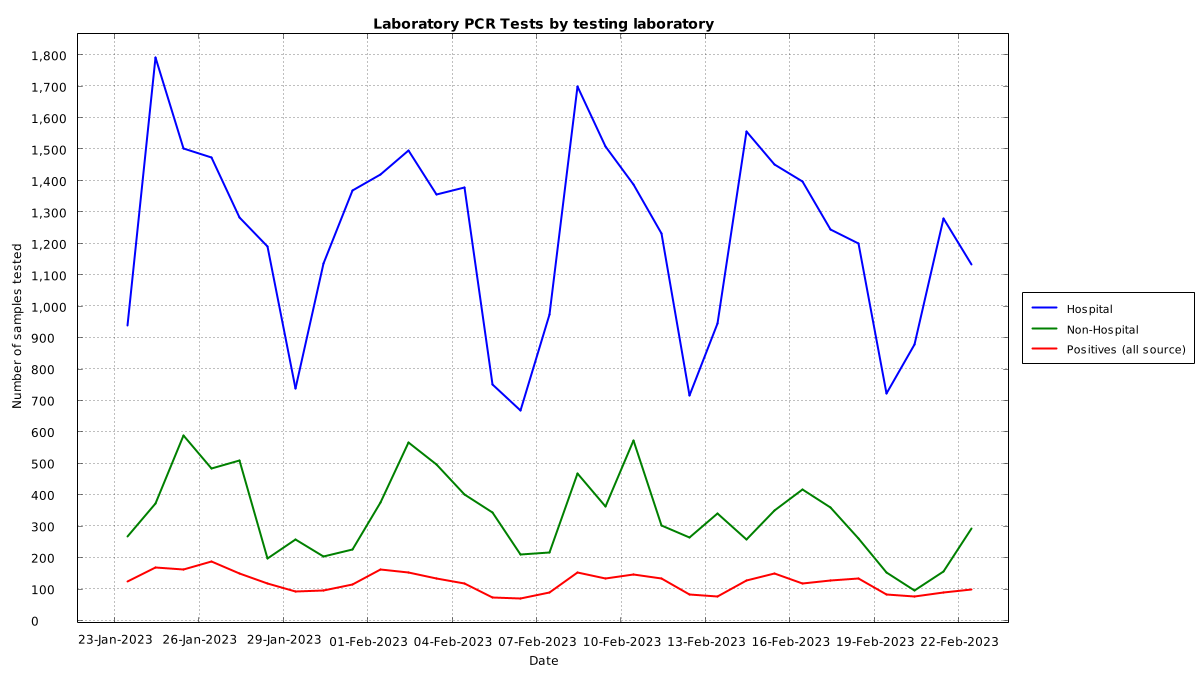 Laboratory PCR Tests by testing laboratory
1,800
1,700
1,600
1,500
1,400
1,300
1,200
1,100
1,000
900
800
700
600
500
400
300
200
100
0
Number of samples tested
23-Jan-2023
26-Jan-2023
29-Jan-2023
01-Feb-2023
04-Feb-2023
07-Feb-2023
10-Feb-2023
13-Feb-2023
16-Feb-2023
19-Feb-2023
22-Feb-2023
Date
Hospital
Non-Hospital
Positives (all source)